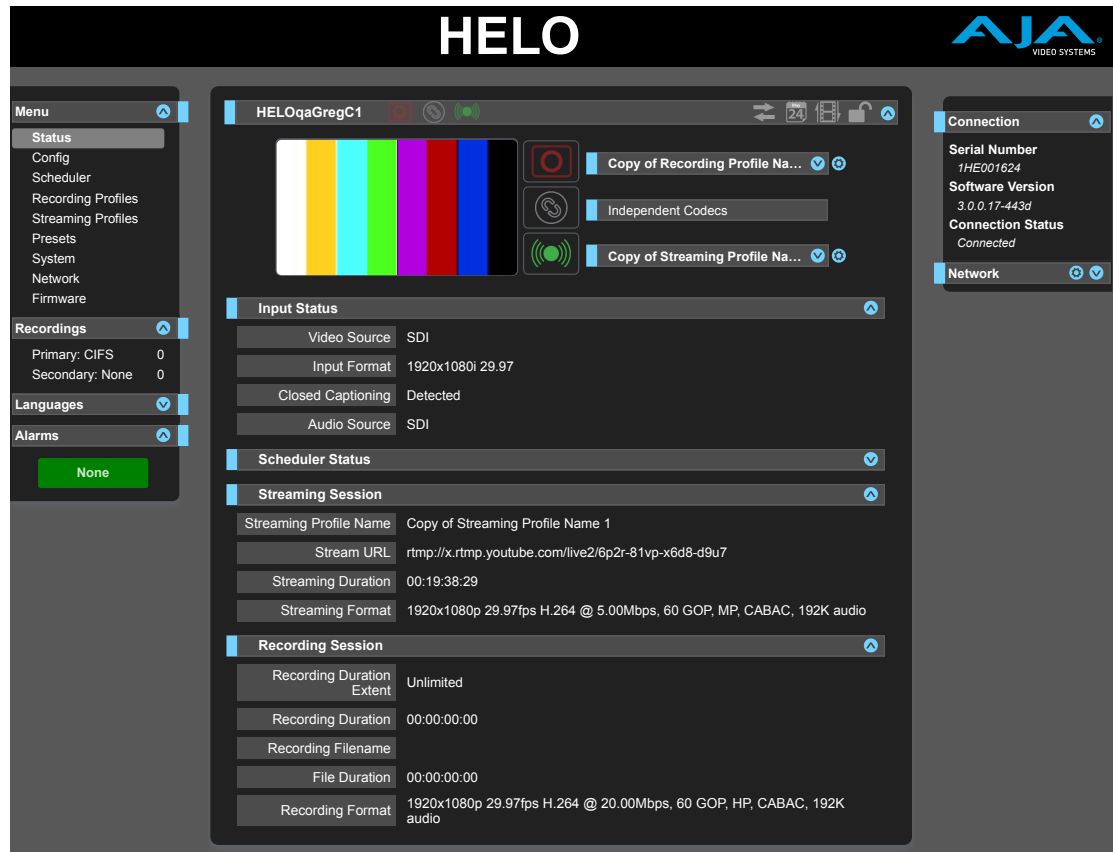 HELO
AJA
VIDEO SYSTEMS
Menu
Status
Config
Scheduler
Recording Profiles
Streaming Profiles
Presets
System
Network
Firmware
Recordings
Primary: CIFS 0
Secondary: None 0
Languages
Alarms
None
HELOqaGregC1
24
Copy of Recording Profile Na...
Independent Codecs
Copy of Streaming Profile Na...
Input Status
Video Source SDI
Input Format 1920x1080i 29.97
Closed Captioning Detected
Audio Source SDI
Scheduler Status
Streaming Session
Streaming Profile Name Copy of Streaming Profile Name 1
Stream URL rtmp://x.rtmp.youtube.com/live2/6p2r-81vp-x6d8-d9u7
Streaming Duration 00:19:38:29
Streaming Format 1920x1080p 29.97fps H.264 @ 5.00Mbps, 60 GOP, MP, CABAC, 192K audio
Recording Session
Recording Duration
Extent Unlimited
Recording Duration 00:00:00:00
Recording Filename
File Duration 00:00:00:00
Recording Format 1920x1080p 29.97fps H.264 @ 20.00Mbps, 60 GOP, HP, CABAC, 192K
audio
Connection
Serial Number
1HE001624
Software Version
3.0.0.17-443d
Connection Status
Connected
Network